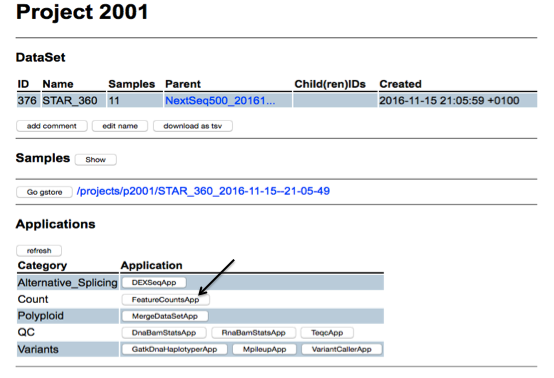 Project 2001
DataSet
ID Name Samples Parent Child(ren)IDs Created
376 STAR_360 11 NextSeq500_20161... 2016-11-15 21:05:59 +0100
add comment edit name download as tsv
Samples Show
Go gstore /projects/p2001/STAR_360_2016-11-15--21-05-49
Applications
refresh
Category Application
Alternative_Splicing DEXSeqApp
Count FeatureCountsApp
Polyploid MergeDataSetApp
QC DnaBamStatsApp RnaBamStatsApp TeqcApp
Variants GatkDnaHaplotyperApp MpileupApp VariantCallerApp